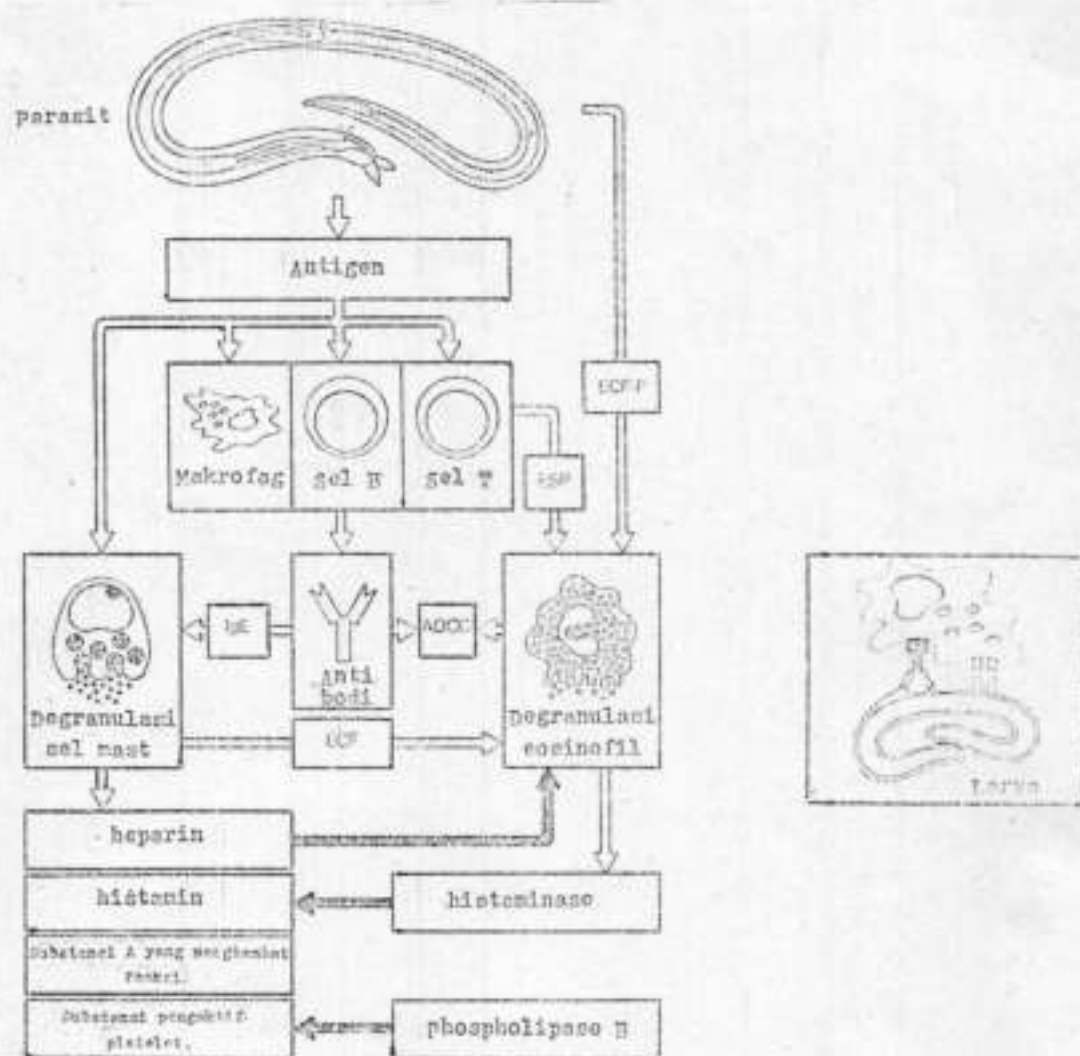 parasit
Antigen
ECF-P
Makrofag
sel B
sel T
ESP
IgE
Anti
bodi
ADCC
Degranulasi
sel mast
ECF
Degranulasi
eosinofil
Larva
heparin
histamin
histaminase
Substansi A yang menghambat
reaksi.
Substansi pengaktif
platelet.
phospholipase D